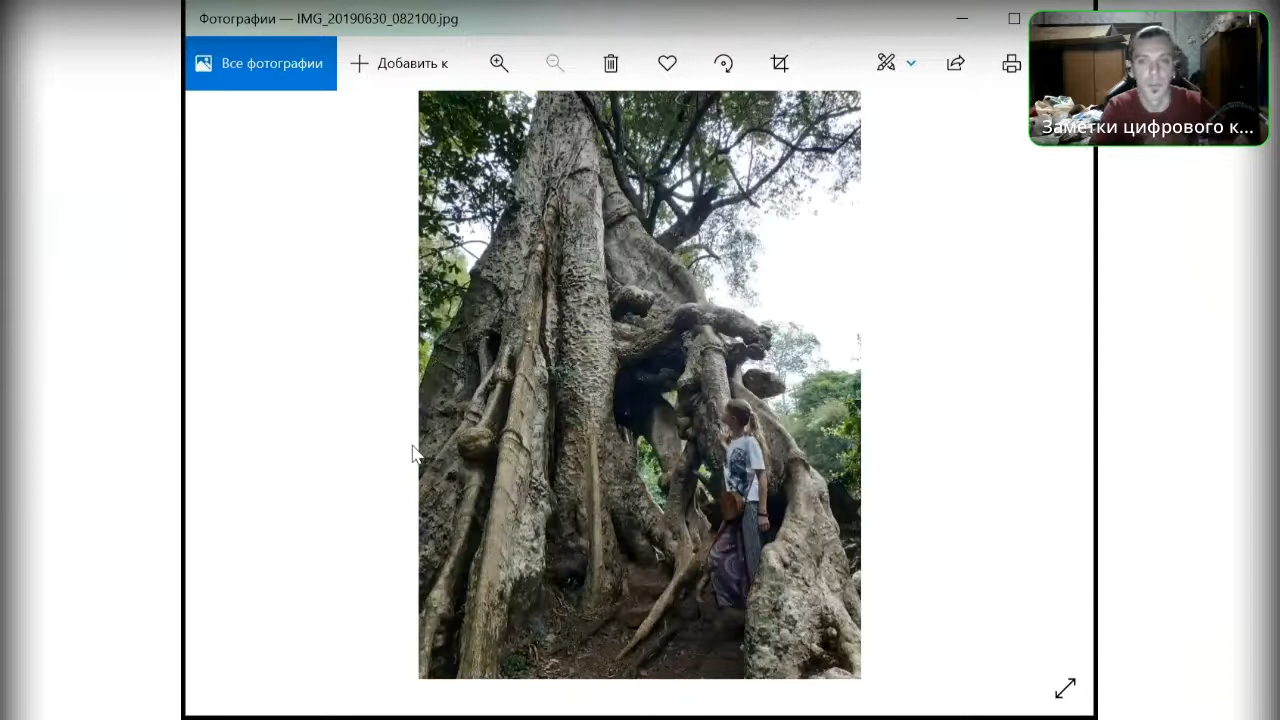 Фотографии — IMG_20190630_082100.jpg
Все фотографии
Добавить к
Заметки цифрового к...